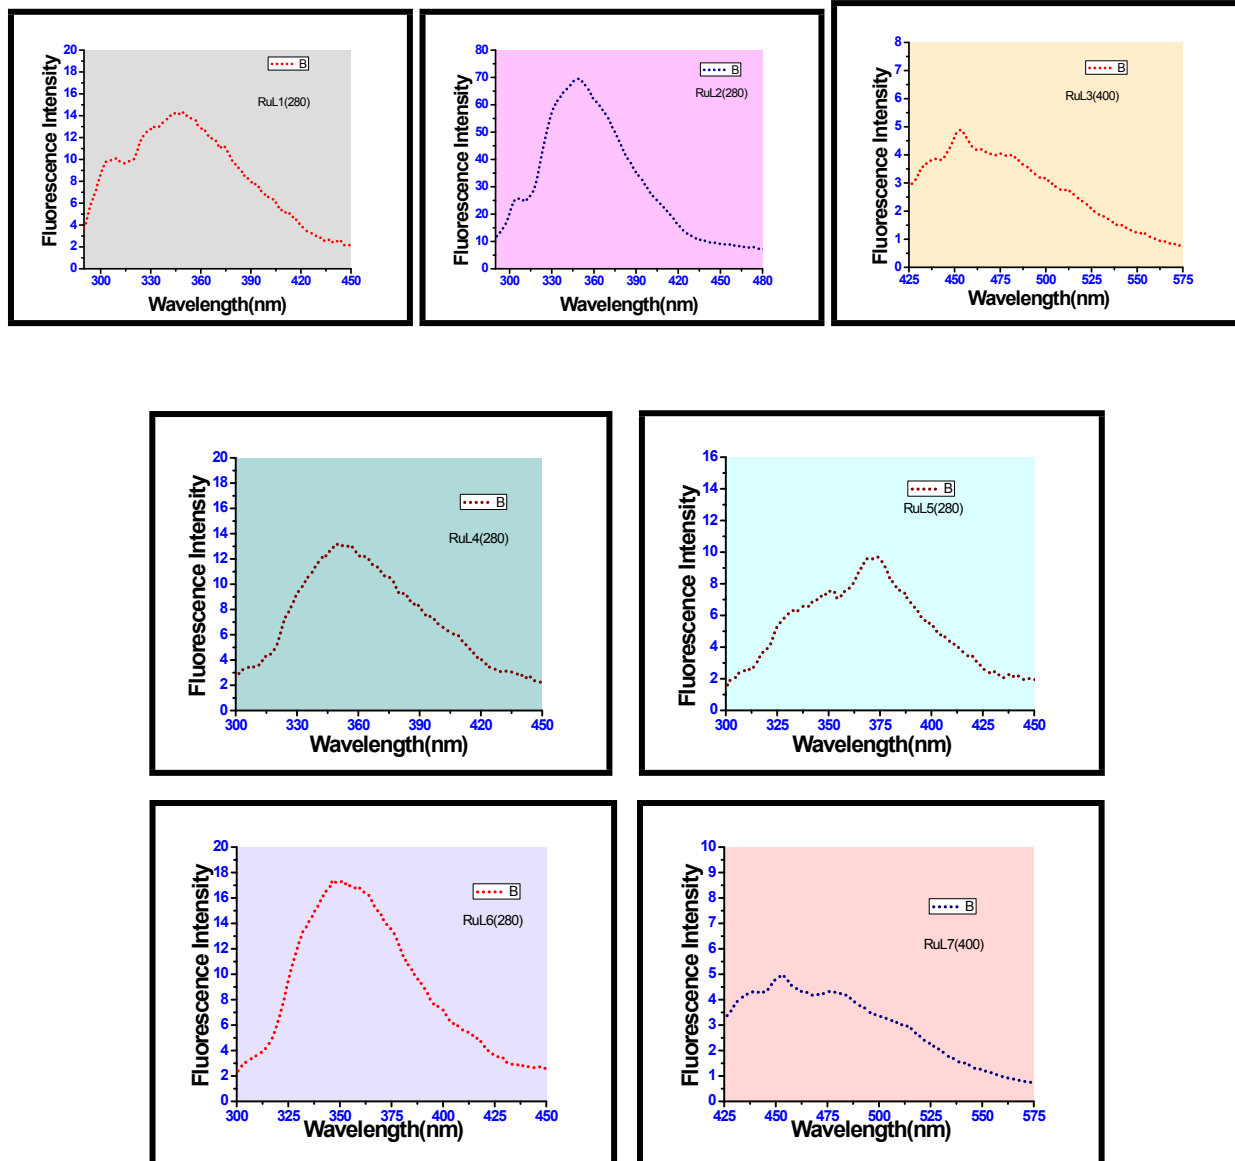 Fluorescence Intensity
20
18
16
14
12
10
8
6
4
2
0
B
RuL1(280)
300 330 360 390 420 450
Wavelength(nm)
Fluorescence Intensity
80
70
60
50
40
30
20
10
0
B
RuL2(280)
300 330 360 390 420 450 480
Wavelength(nm)
Fluorescence Intensity
8
7
6
5
4
3
2
1
0
B
RuL3(400)
425 450 475 500 525 550 575
Wavelength(nm)
Fluorescence Intensity
20
18
16
14
12
10
8
6
4
2
0
B
RuL4(280)
300 330 360 390 420 450
Wavelength(nm)
Fluorescence Intensity
16
14
12
10
8
6
4
2
0
B
RuL5(280)
300 325 350 375 400 425 450
Wavelength(nm)
Fluorescence Intensity
20
18
16
14
12
10
8
6
4
2
0
B
RuL6(280)
300 325 350 375 400 425 450
Wavelength(nm)
Fluorescence Intensity
10
9
8
7
6
5
4
3
2
1
0
B
RuL7(400)
425 450 475 500 525 550 575
Wavelength(nm)